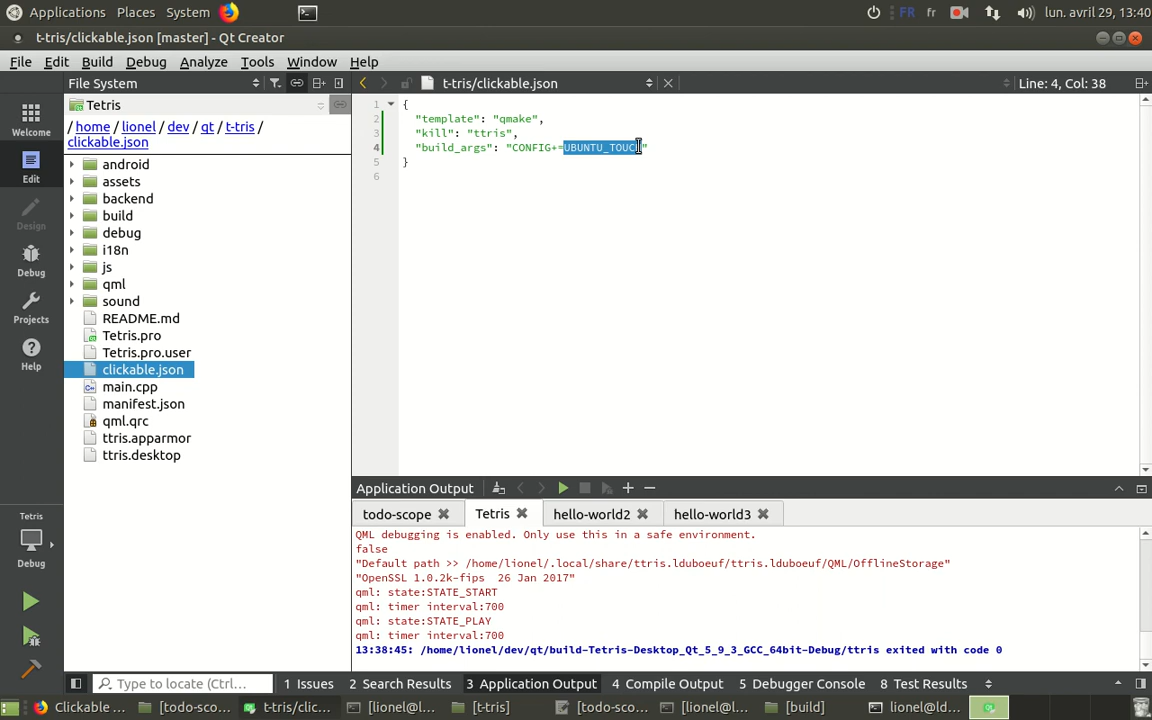 Applications Places System FR fr lun. avril 29, 13:40
t-tris/clickable.json [master] - Qt Creator
File Edit Build Debug Analyze Tools Window Help
File System t-tris/clickable.json Line: 4, Col: 38
Tetris
/ home / lionel / dev / qt / t-tris /
clickable.json
Welcome
Edit
Design
Debug
Projects
Help
Tetris
Debug
android
assets
backend
build
debug
i18n
js
qml
sound
README.md
Tetris.pro
Tetris.pro.user
clickable.json
main.cpp
manifest.json
qml.qrc
ttris.apparmor
ttris.desktop
1 {
2 "template": "qmake",
3 "kill": "ttris",
4 "build_args": "CONFIG+=UBUNTU_TOUC "
5 }
6
Application Output
todo-scope Tetris hello-world2 hello-world3
QML debugging is enabled. Only use this in a safe environment.
false
"Default path >> /home/lionel/.local/share/ttris.lduboeuf/ttris.lduboeuf/QML/OfflineStorage"
"OpenSSL 1.0.2k-fips 26 Jan 2017"
qml: state:STATE_START
qml: timer interval:700
qml: state:STATE_PLAY
qml: timer interval:700
13:38:45: /home/lionel/dev/qt/build-Tetris-Desktop_Qt_5_9_3_GCC_64bit-Debug/ttris exited with code 0
Type to locate (Ctrl... 1 Issues 2 Search Results 3 Application Output 4 Compile Output 5 Debugger Console 8 Test Results
Clickable ... [todo-sco... t-tris/clic... [lionel@l... [t-tris] [todo-sco... [lionel@l... [build] lionel@ld...